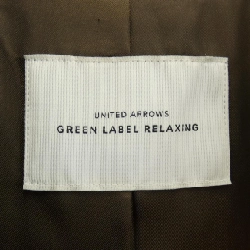 UNITED ARROWS
GREEN LABEL RELAXING